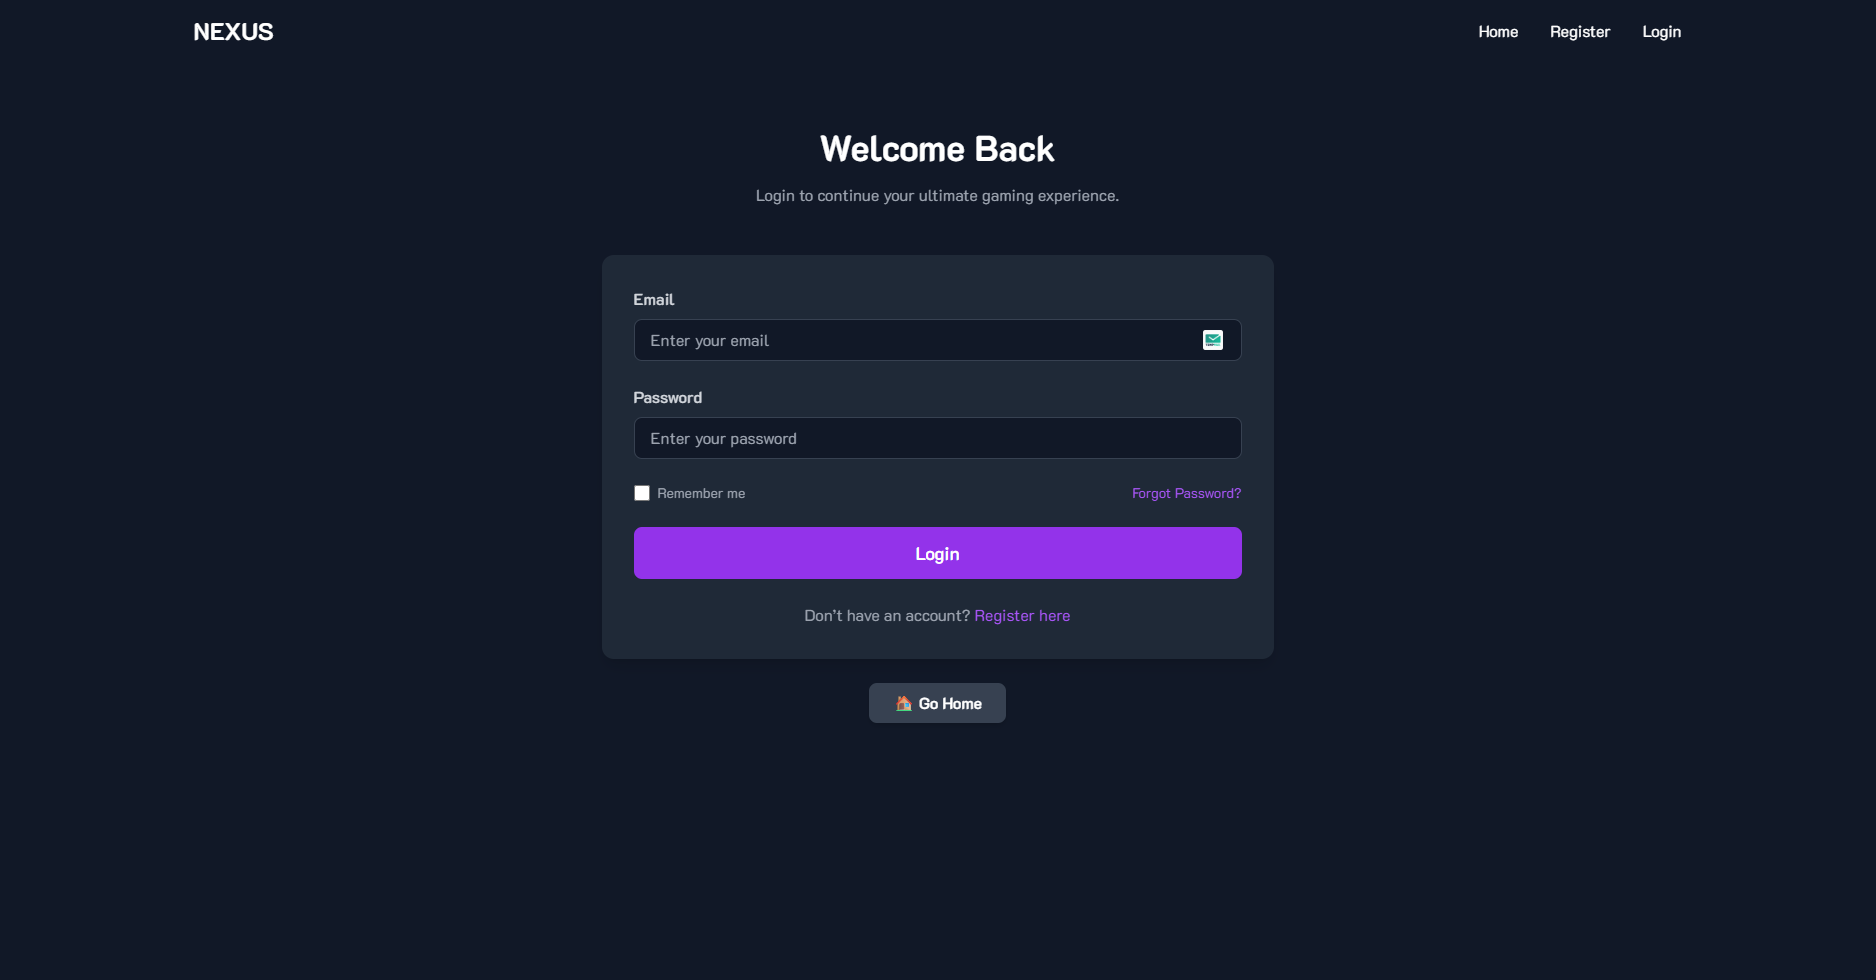 NEXUS
Home
Register
Login
Welcome Back
Login to continue your ultimate gaming experience.
Email
Enter your email
Password
Enter your password
Remember me
Forgot Password?
Login
Don't have an account? Register here
Go Home